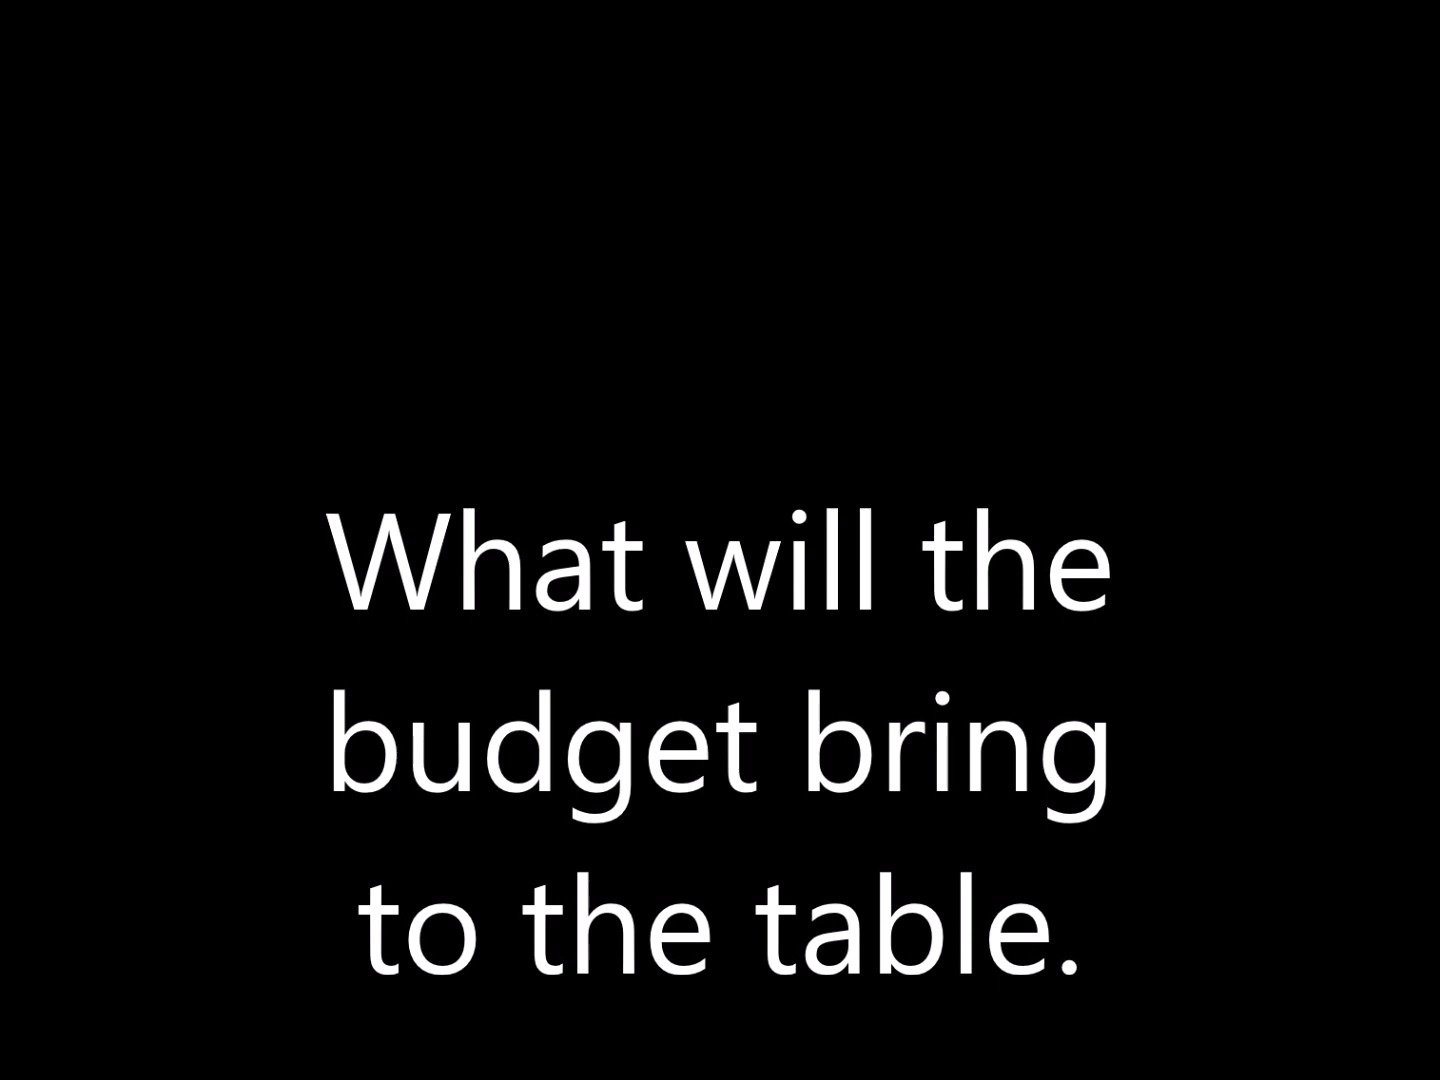 What will the
budget bring
to the table.